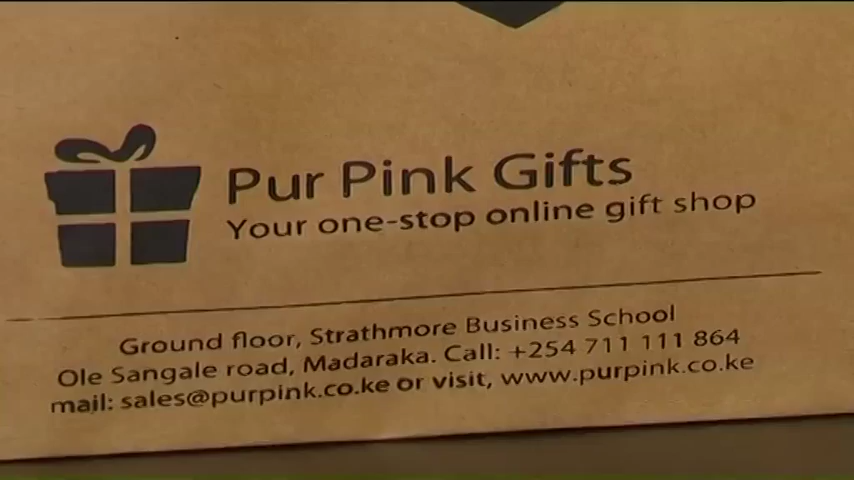 Pur Pink Gifts
Your one-stop online gift shop
Ground floor, Strathmore Business School
Ole Sangale road, Madaraka. Call: +254 711 111 864
mail: sales@purpink.co.ke or visit, www.purpink.co.ke